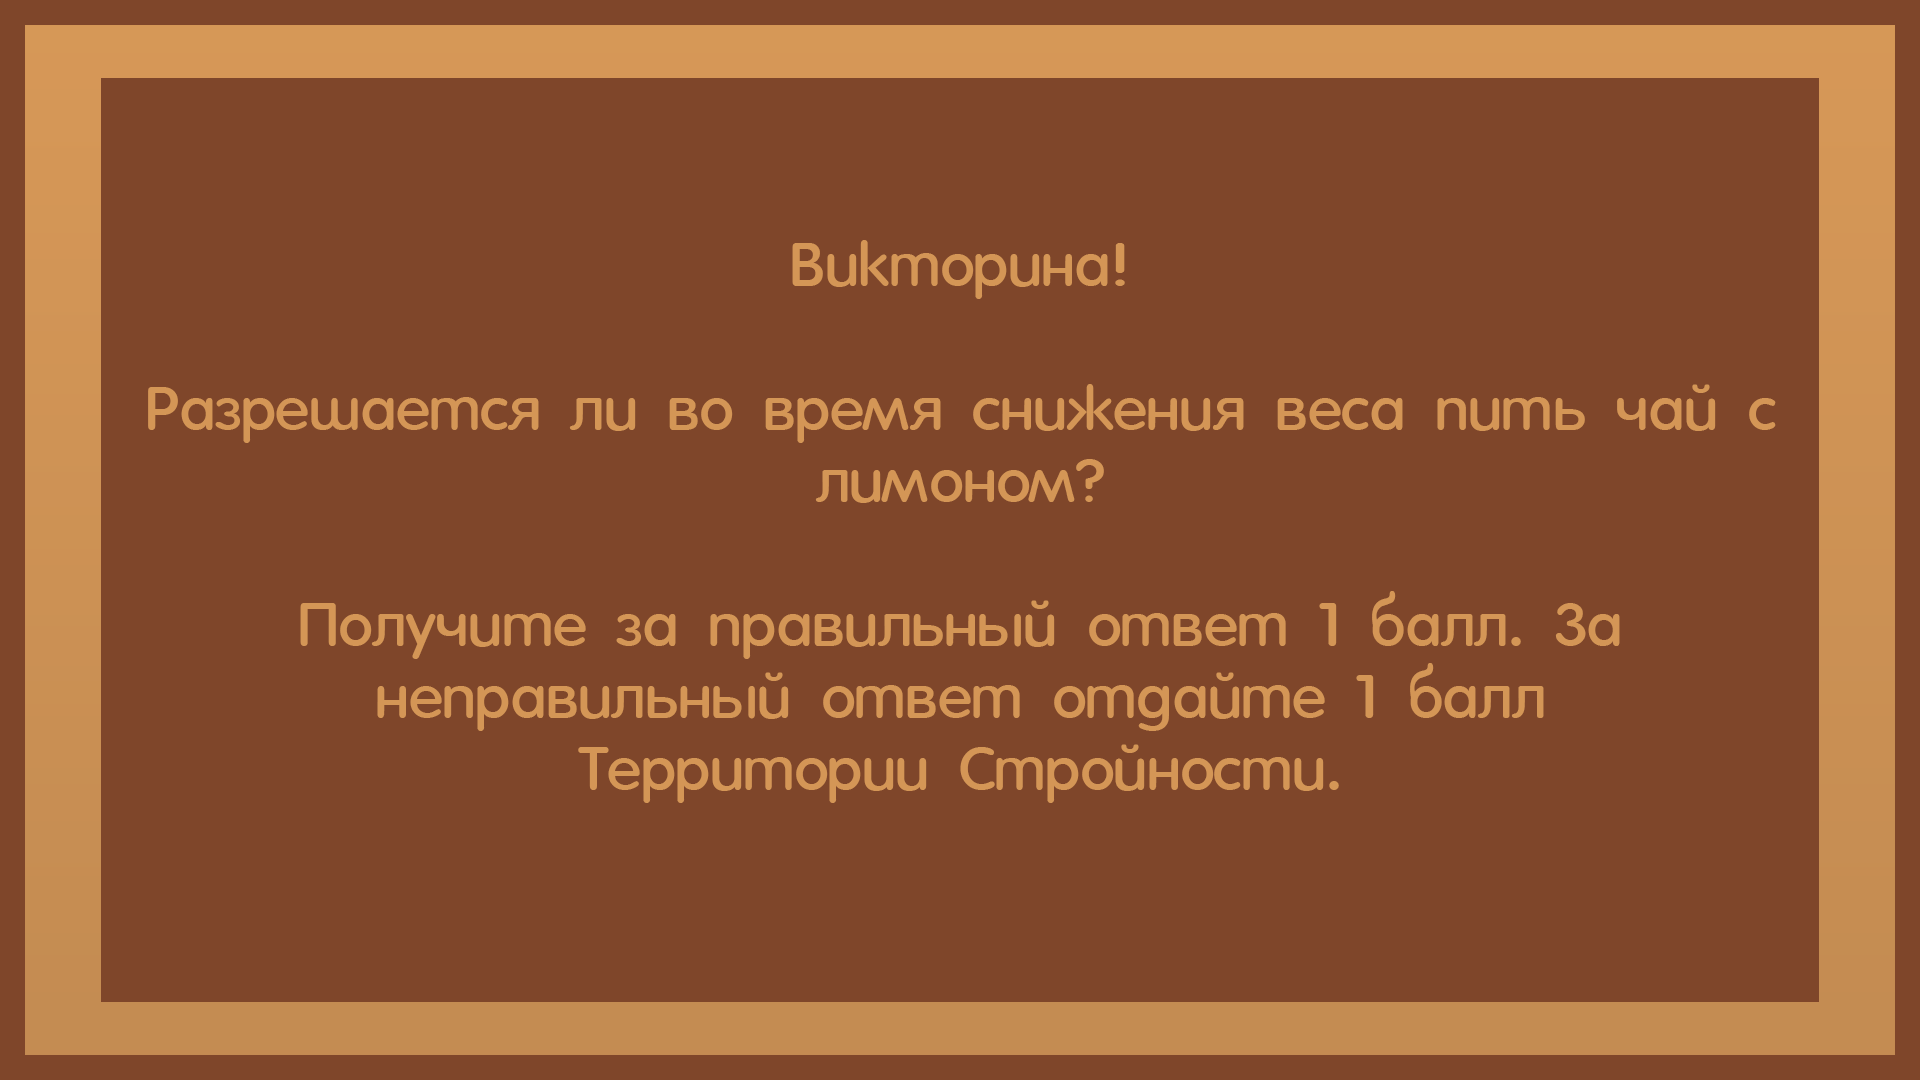 Викторина!
Разрешается ли во время снижения веса пить чай с
лимоном?
Получите за правильный ответ 1 балл. За
неправильный ответ отдайте 1 балл
Территории Стройности.